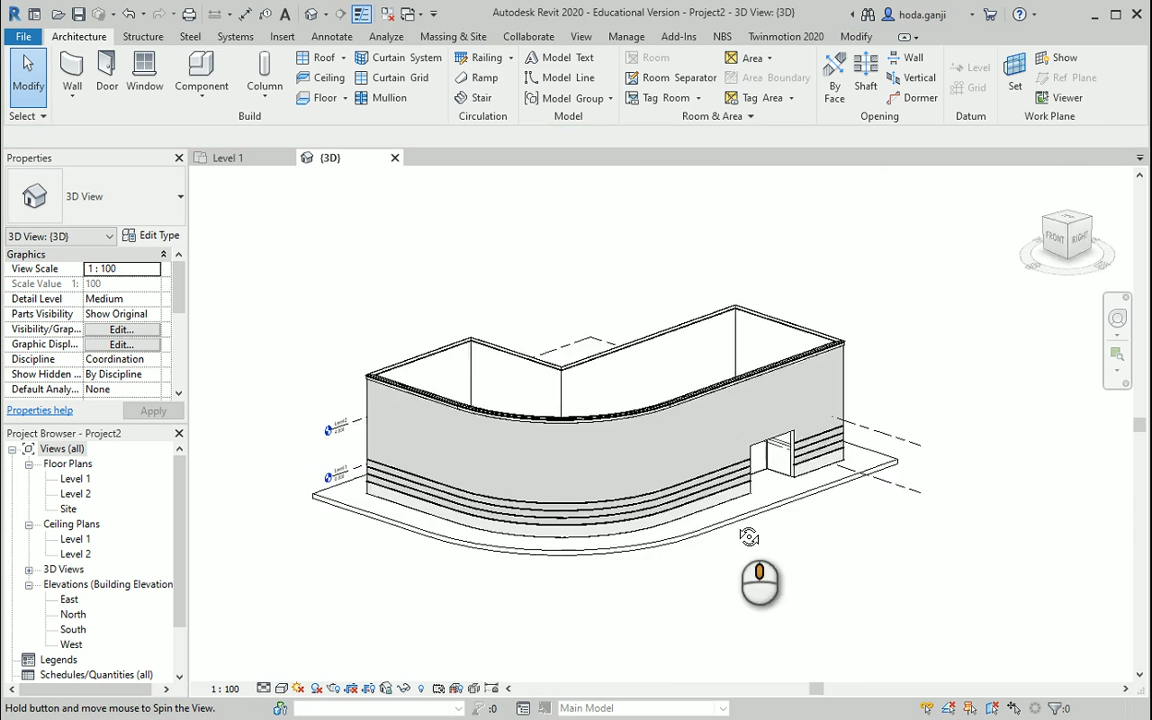 Autodesk Revit 2020 - Educational Version - Project2 - 3D View: {3D}
hoda.ganji
File Architecture Structure Steel Systems Insert Annotate Analyze Massing & Site Collaborate View Manage Add-Ins NBS Twinmotion 2020 Modify
Modify
Wall
Door
Window
Component
Column
Roof
Ceiling
Floor
Curtain System
Curtain Grid
Mullion
Railing
Ramp
Stair
Model Text
Model Line
Model Group
Room
Room Separator
Tag Room
Area
Area Boundary
Tag Area
By Face
Shaft
Wall
Vertical
Dormer
Level
Grid
Set
Show
Ref Plane
Viewer
Select Build Circulation Model Room & Area Opening Datum Work Plane
Properties
Level 1
{3D}
3D View
3D View: {3D}
Edit Type
Graphics
View Scale 1 : 100
Scale Value 1: 100
Detail Level Medium
Parts Visibility Show Original
Visibility/Grap... Edit...
Graphic Displ... Edit...
Discipline Coordination
Show Hidden ... By Discipline
Default Analy... None
Properties help Apply
Project Browser - Project2
Views (all)
Floor Plans
Level 1
Level 2
Site
Ceiling Plans
Level 1
Level 2
3D Views
Elevations (Building Elevation
East
North
South
West
Legends
Schedules/Quantities (all)
FRONT
RIGHT
1 : 100
Hold button and move mouse to Spin the View.
:0
Main Model
:0